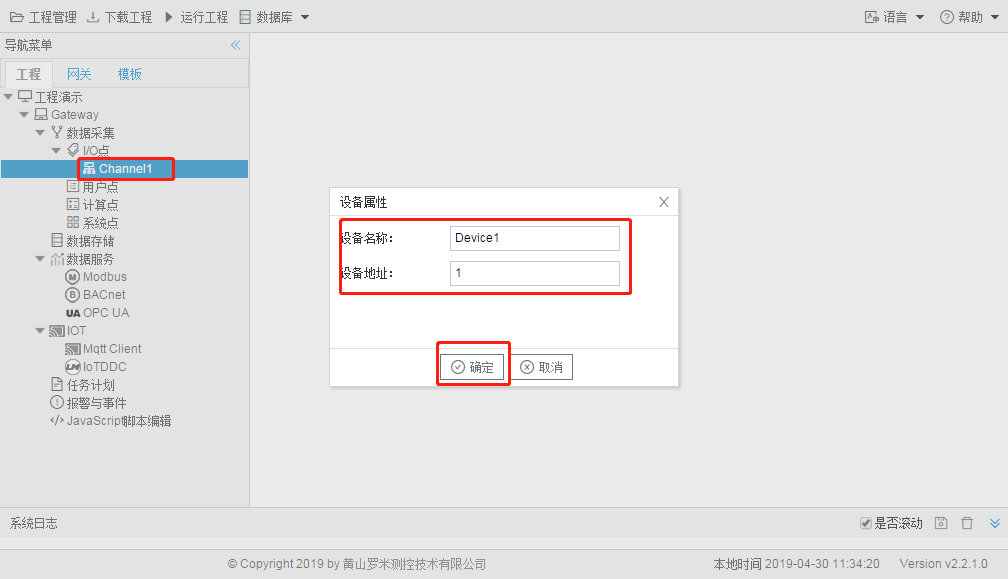 工程管理 下载工程 运行工程 数据库 语言 帮助
导航菜单
工程 网关 模板
工程演示
Gateway
数据采集
I/O点
Channel1
用户点
计算点
系统点
数据存储
数据服务
Modbus
BACnet
UA OPC UA
IOT
Mqtt Client
IoTDDC
任务计划
报警与事件
JavaScript脚本编辑
设备属性
设备名称: Device1
设备地址: 1
确定 取消
系统日志 是否滚动
© Copyright 2019 by 黄山罗米测控技术有限公司 本地时间 2019-04-30 11:34:20 Version v2.2.1.0